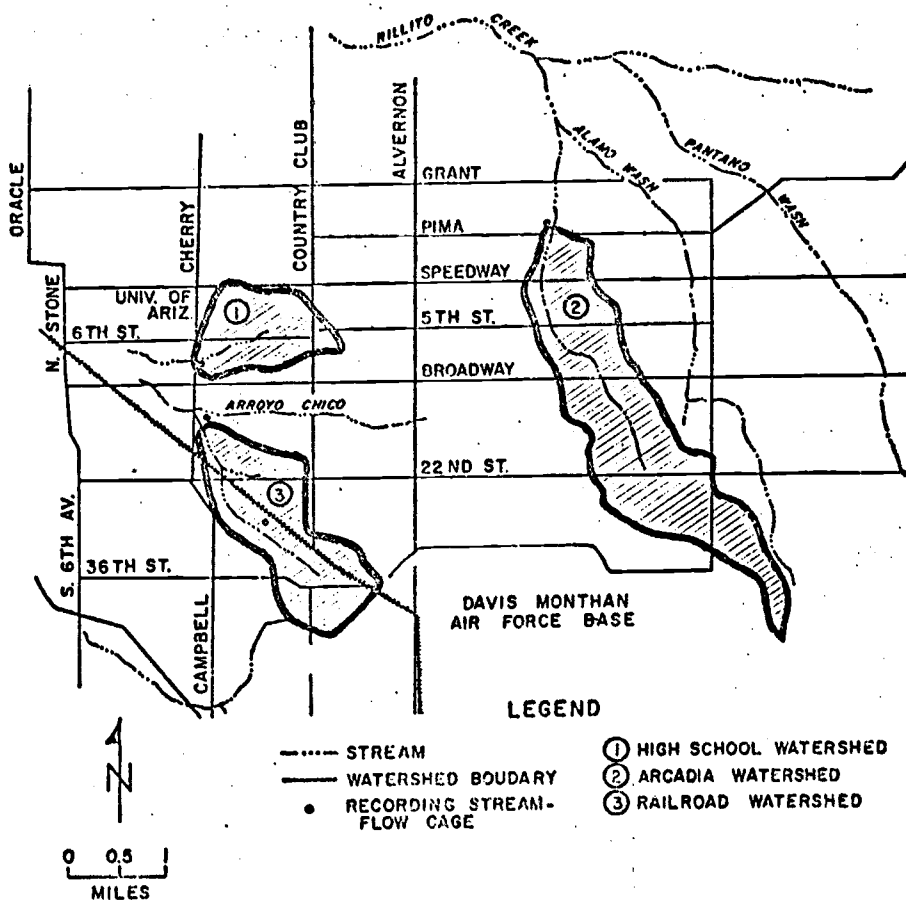 RILLITO CREEK
ORACLE
CHERRY
COUNTRY CLUB
ALVERNON
ALAMO WASH
PANTANO WASH
GRANT
PIMA
SPEEDWAY
N. STONE
UNIV. OF
ARIZ.
1
2
6TH ST.
5TH ST.
BROADWAY
ARROYO CHICO
22ND ST.
3
S. 6TH AV.
36TH ST.
CAMPBELL
DAVIS MONTHAN
AIR FORCE BASE
LEGEND
STREAM
WATERSHED BOUDARY
RECORDING STREAM-
FLOW CAGE
1 HIGH SCHOOL WATERSHED
2 ARCADIA WATERSHED
3 RAILROAD WATERSHED
N
0 0.5 1
MILES